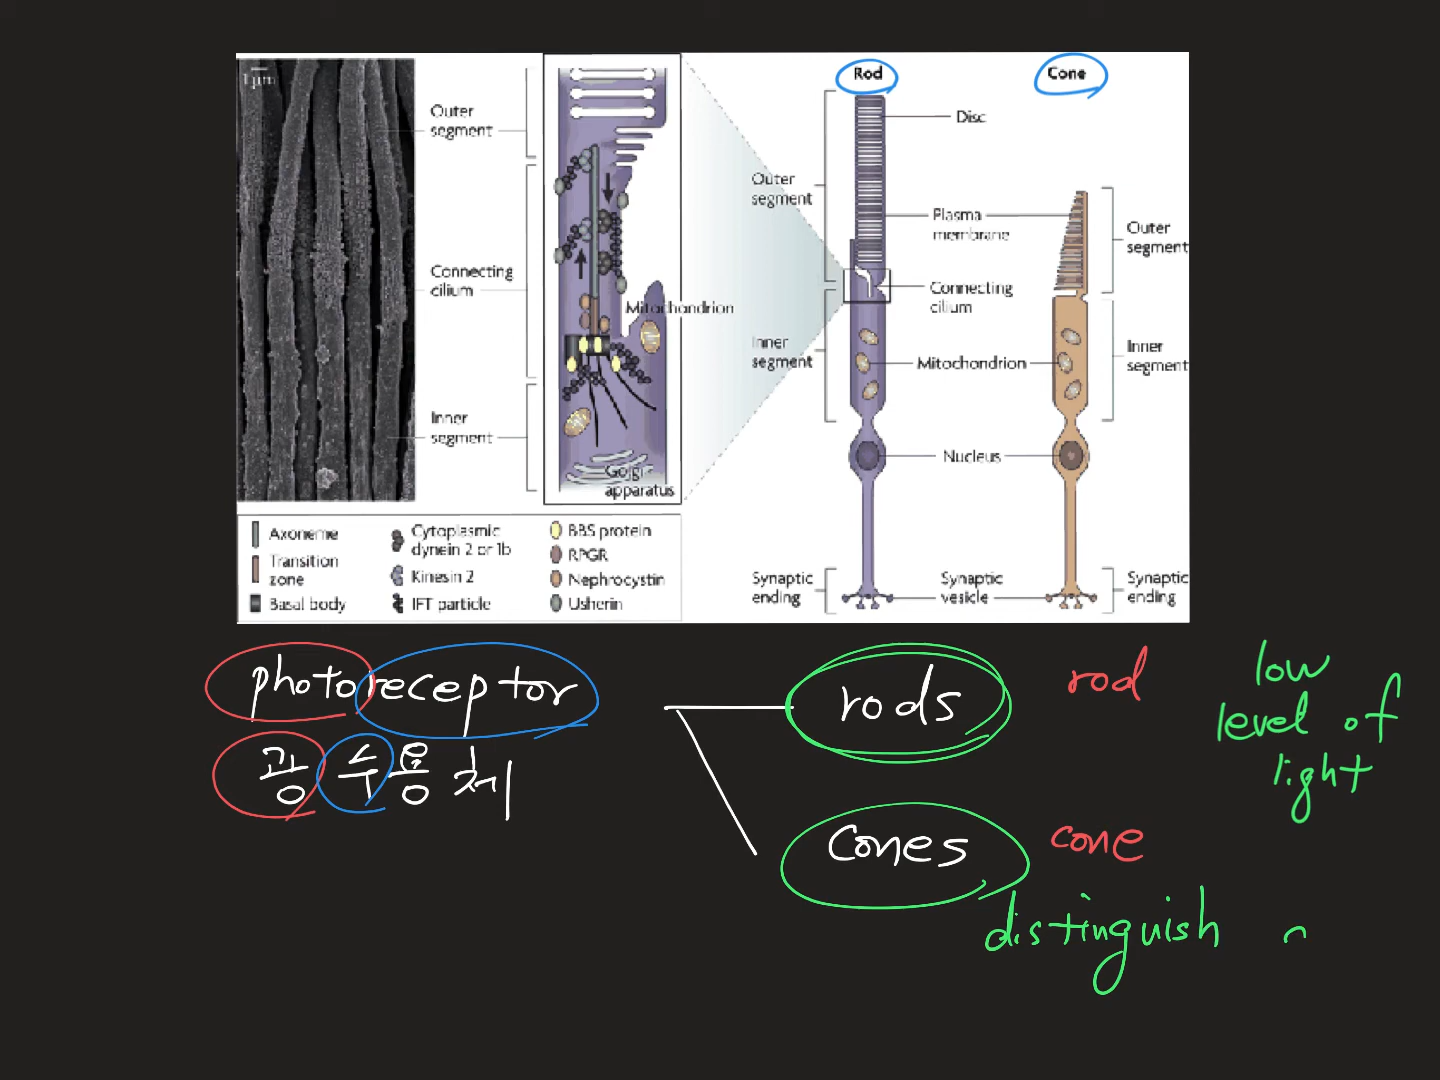 1µm
Outer
segment
Connecting
cilium
Inner
segment
Mitochondrion
Golgi
apparatus
Axoneme
Transition
zone
Basal body
Cytoplasmic
dynein 2 or 1b
Kinesin 2
IFT particle
BBS protein
RPGR
Nephrocystin
Usherin
Rod
Cone
Disc
Outer
segment
Plasma
membrane
Outer
segment
Connecting
cilium
Inner
segment
Mitochondrion
Inner
segment
Nucleus
Synaptic
ending
Synaptic
vesicle
Synaptic
ending
photoreceptor
광 수용체
rods
rod
low
level of
light
Cones
cone
distinguish